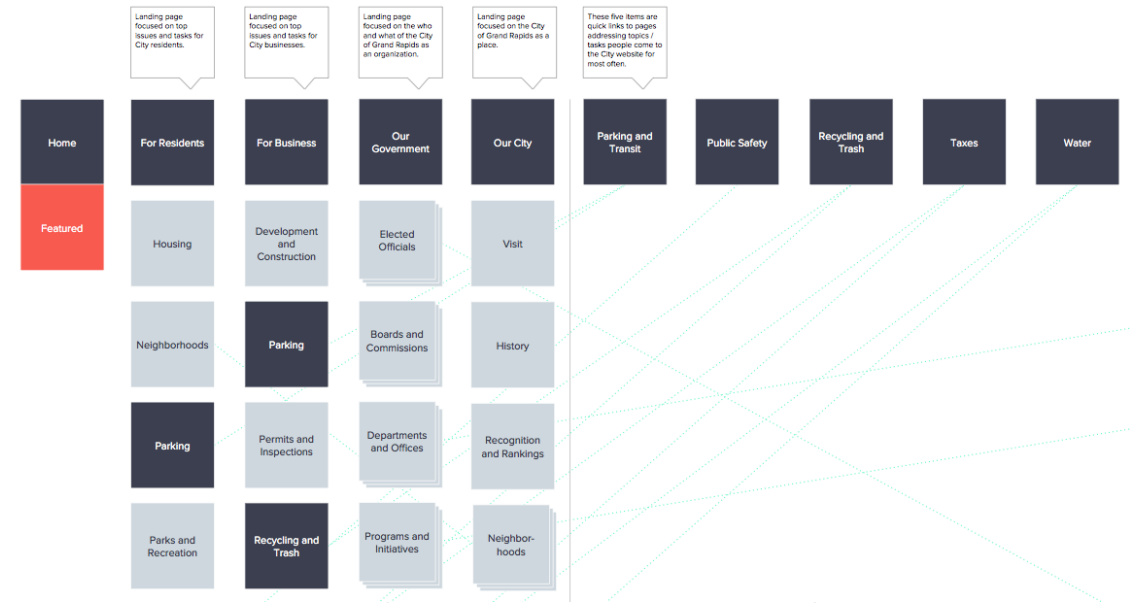 Landing page
focused on top
issues and tasks for
City residents.
Landing page
focused on top
issues and tasks for
City businesses.
Landing page
focused on the who
and what of the City
of Grand Rapids as
an organization.
Landing page
focused on the City
of Grand Rapids as a
place.
These five items are
quick links to pages
addressing topics /
tasks people come to
the City website for
most often.
Home
For Residents
For Business
Our
Government
Our City
Parking and
Transit
Public Safety
Recycling and
Trash
Taxes
Water
Featured
Housing
Development
and
Construction
Elected
Officials
Visit
Neighborhoods
Parking
Boards and
Commissions
History
Parking
Permits and
Inspections
Departments
and Offices
Recognition
and Rankings
Parks and
Recreation
Recycling and
Trash
Programs and
Initiatives
Neighbor-
hoods